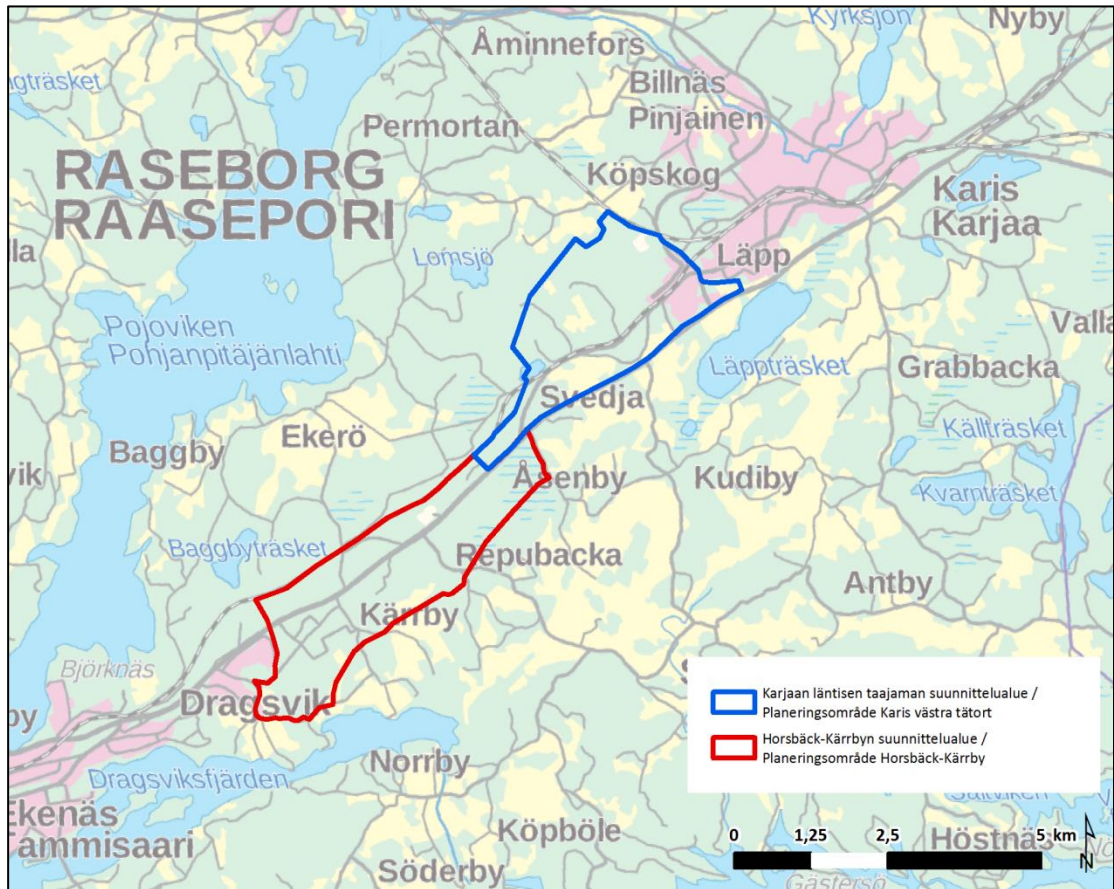 Kyrksjön
Nyby
Åminnefors
Billnäs
Pinjainen
Permortan
RASEBORG
RAASEPORI
Köpskog
Karis
Karjaa
Lomsjö
Läpp
Pojoviken
Pohjanpitäjänlahti
Läppträsket
Grabbacka
Svedja
Ekerö
Baggby
Källträsket
Åsenby
Kudiby
Kvarnträsket
Baggbyträsket
Repubacka
Antby
Kärrby
Björknäs
Dragsvik
Karjaan läntisen taajaman suunnittelualue /
Planeringsområde Karis västra tätort
Horsbäck-Kärrbyn suunnittelualue /
Planeringsområde Horsbäck-Kärrby
Norrby
Dragsviksfjärden
Ekenäs
ammisaari
Köpböle
Söderby
0 1,25 2,5 5 km
Höstnäs
Gästersö
N